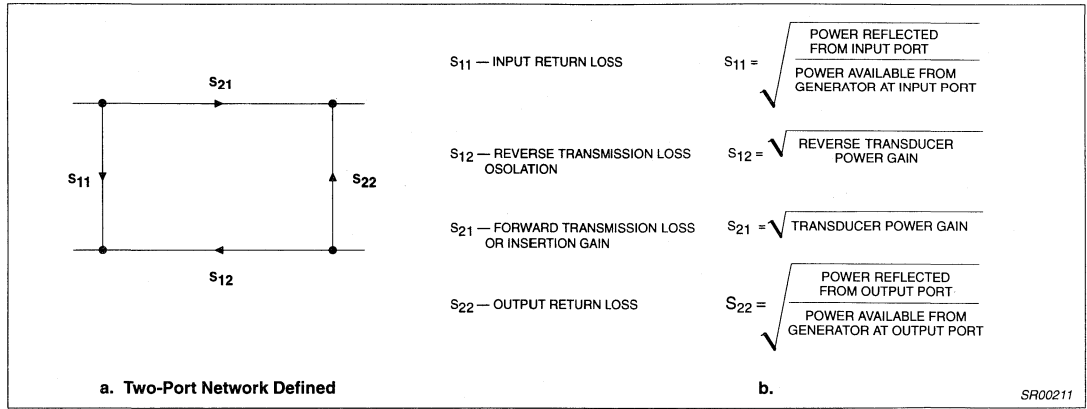 S21
S11
S22
S12
a. Two-Port Network Defined
S11 — INPUT RETURN LOSS
S12 — REVERSE TRANSMISSION LOSS
OSOLATION
S21 — FORWARD TRANSMISSION LOSS
OR INSERTION GAIN
S22 — OUTPUT RETURN LOSS
S11 = √
POWER REFLECTED
FROM INPUT PORT
POWER AVAILABLE FROM
GENERATOR AT INPUT PORT
S12 = √ REVERSE TRANSDUCER
POWER GAIN
S21 = √ TRANSDUCER POWER GAIN
S22 = √
POWER REFLECTED
FROM OUTPUT PORT
POWER AVAILABLE FROM
GENERATOR AT OUTPUT PORT
b.
SR00211